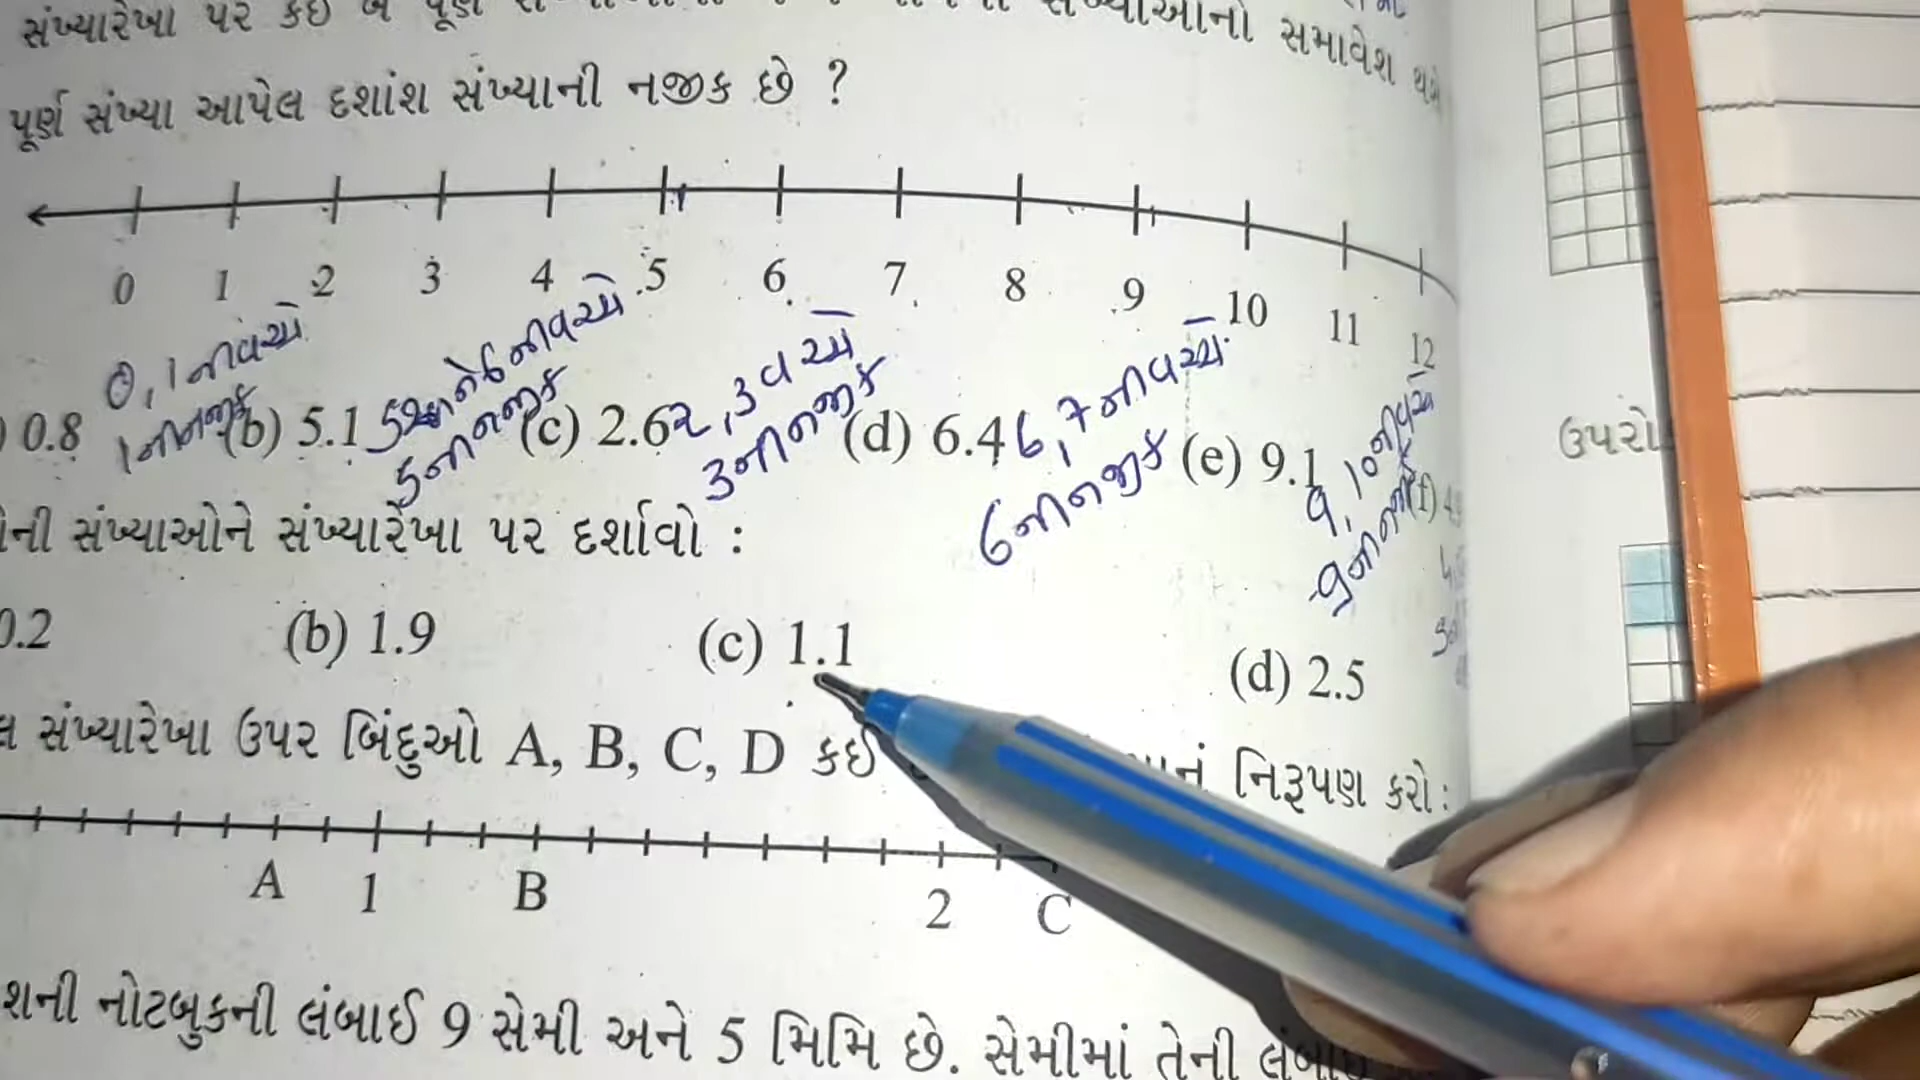 સંખ્યારેખા પર કઈ બે પૂર્ણ સંખ્યાઓનો સમાવેશ થશે
પૂર્ણ સંખ્યા આપેલ દશાંશ સંખ્યાની નજીક છે ?
0 1 2 3 4 5 6 7 8 9 10 11 12
0, 1 ની વચ્ચે 5 અને 6 ની વચ્ચે 2, 3 વચ્ચે 6, 7 ની વચ્ચે 9, 10 ની વચ્ચે
0.8 (b) 5.1 (c) 2.6 (d) 6.4 (e) 9.1 (f)
1 ની નજીક 5 ની નજીક 3 ની નજીક 6 ની નજીક 9 ની નજીક
ઉપરો
ની સંખ્યાઓને સંખ્યારેખા પર દર્શાવો :
0.2 (b) 1.9 (c) 1.1 (d) 2.5
સંખ્યારેખા ઉપર બિંદુઓ A, B, C, D કઈ નિરૂપણ કરો:
A 1 B 2 C
શની નોટબુકની લંબાઈ 9 સેમી અને 5 મિમિ છે. સેમીમાં તેની